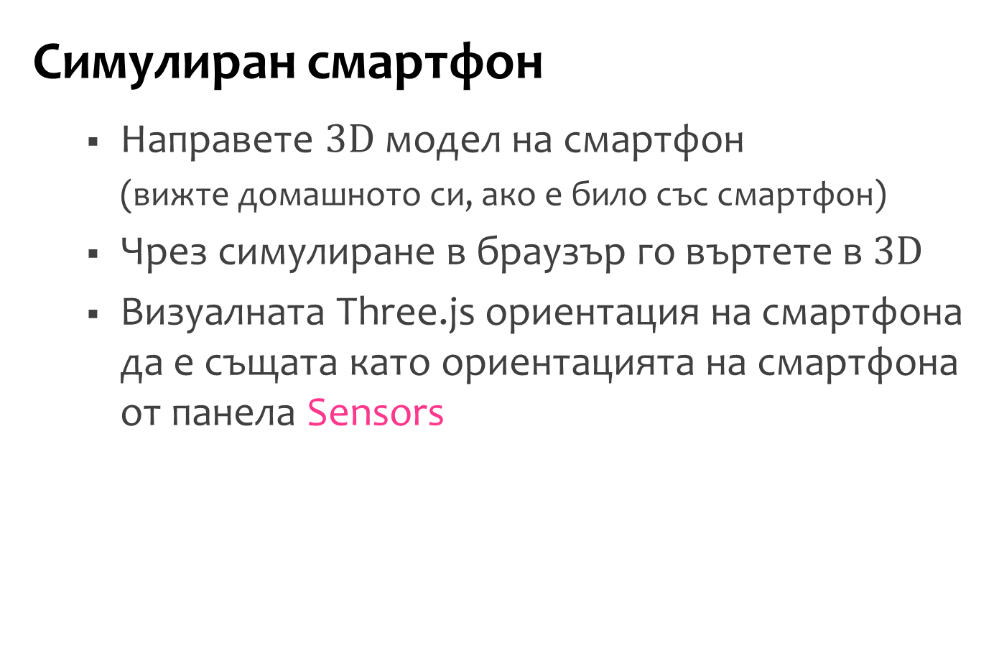 Симулиран смартфон
▪ Направете 3D модел на смартфон
(вижте домашното си, ако е било със смартфон)
▪ Чрез симулиране в браузър го въртете в 3D
▪ Визуалната Three.js ориентация на смартфона
да е същата като ориентацията на смартфона
от панела Sensors